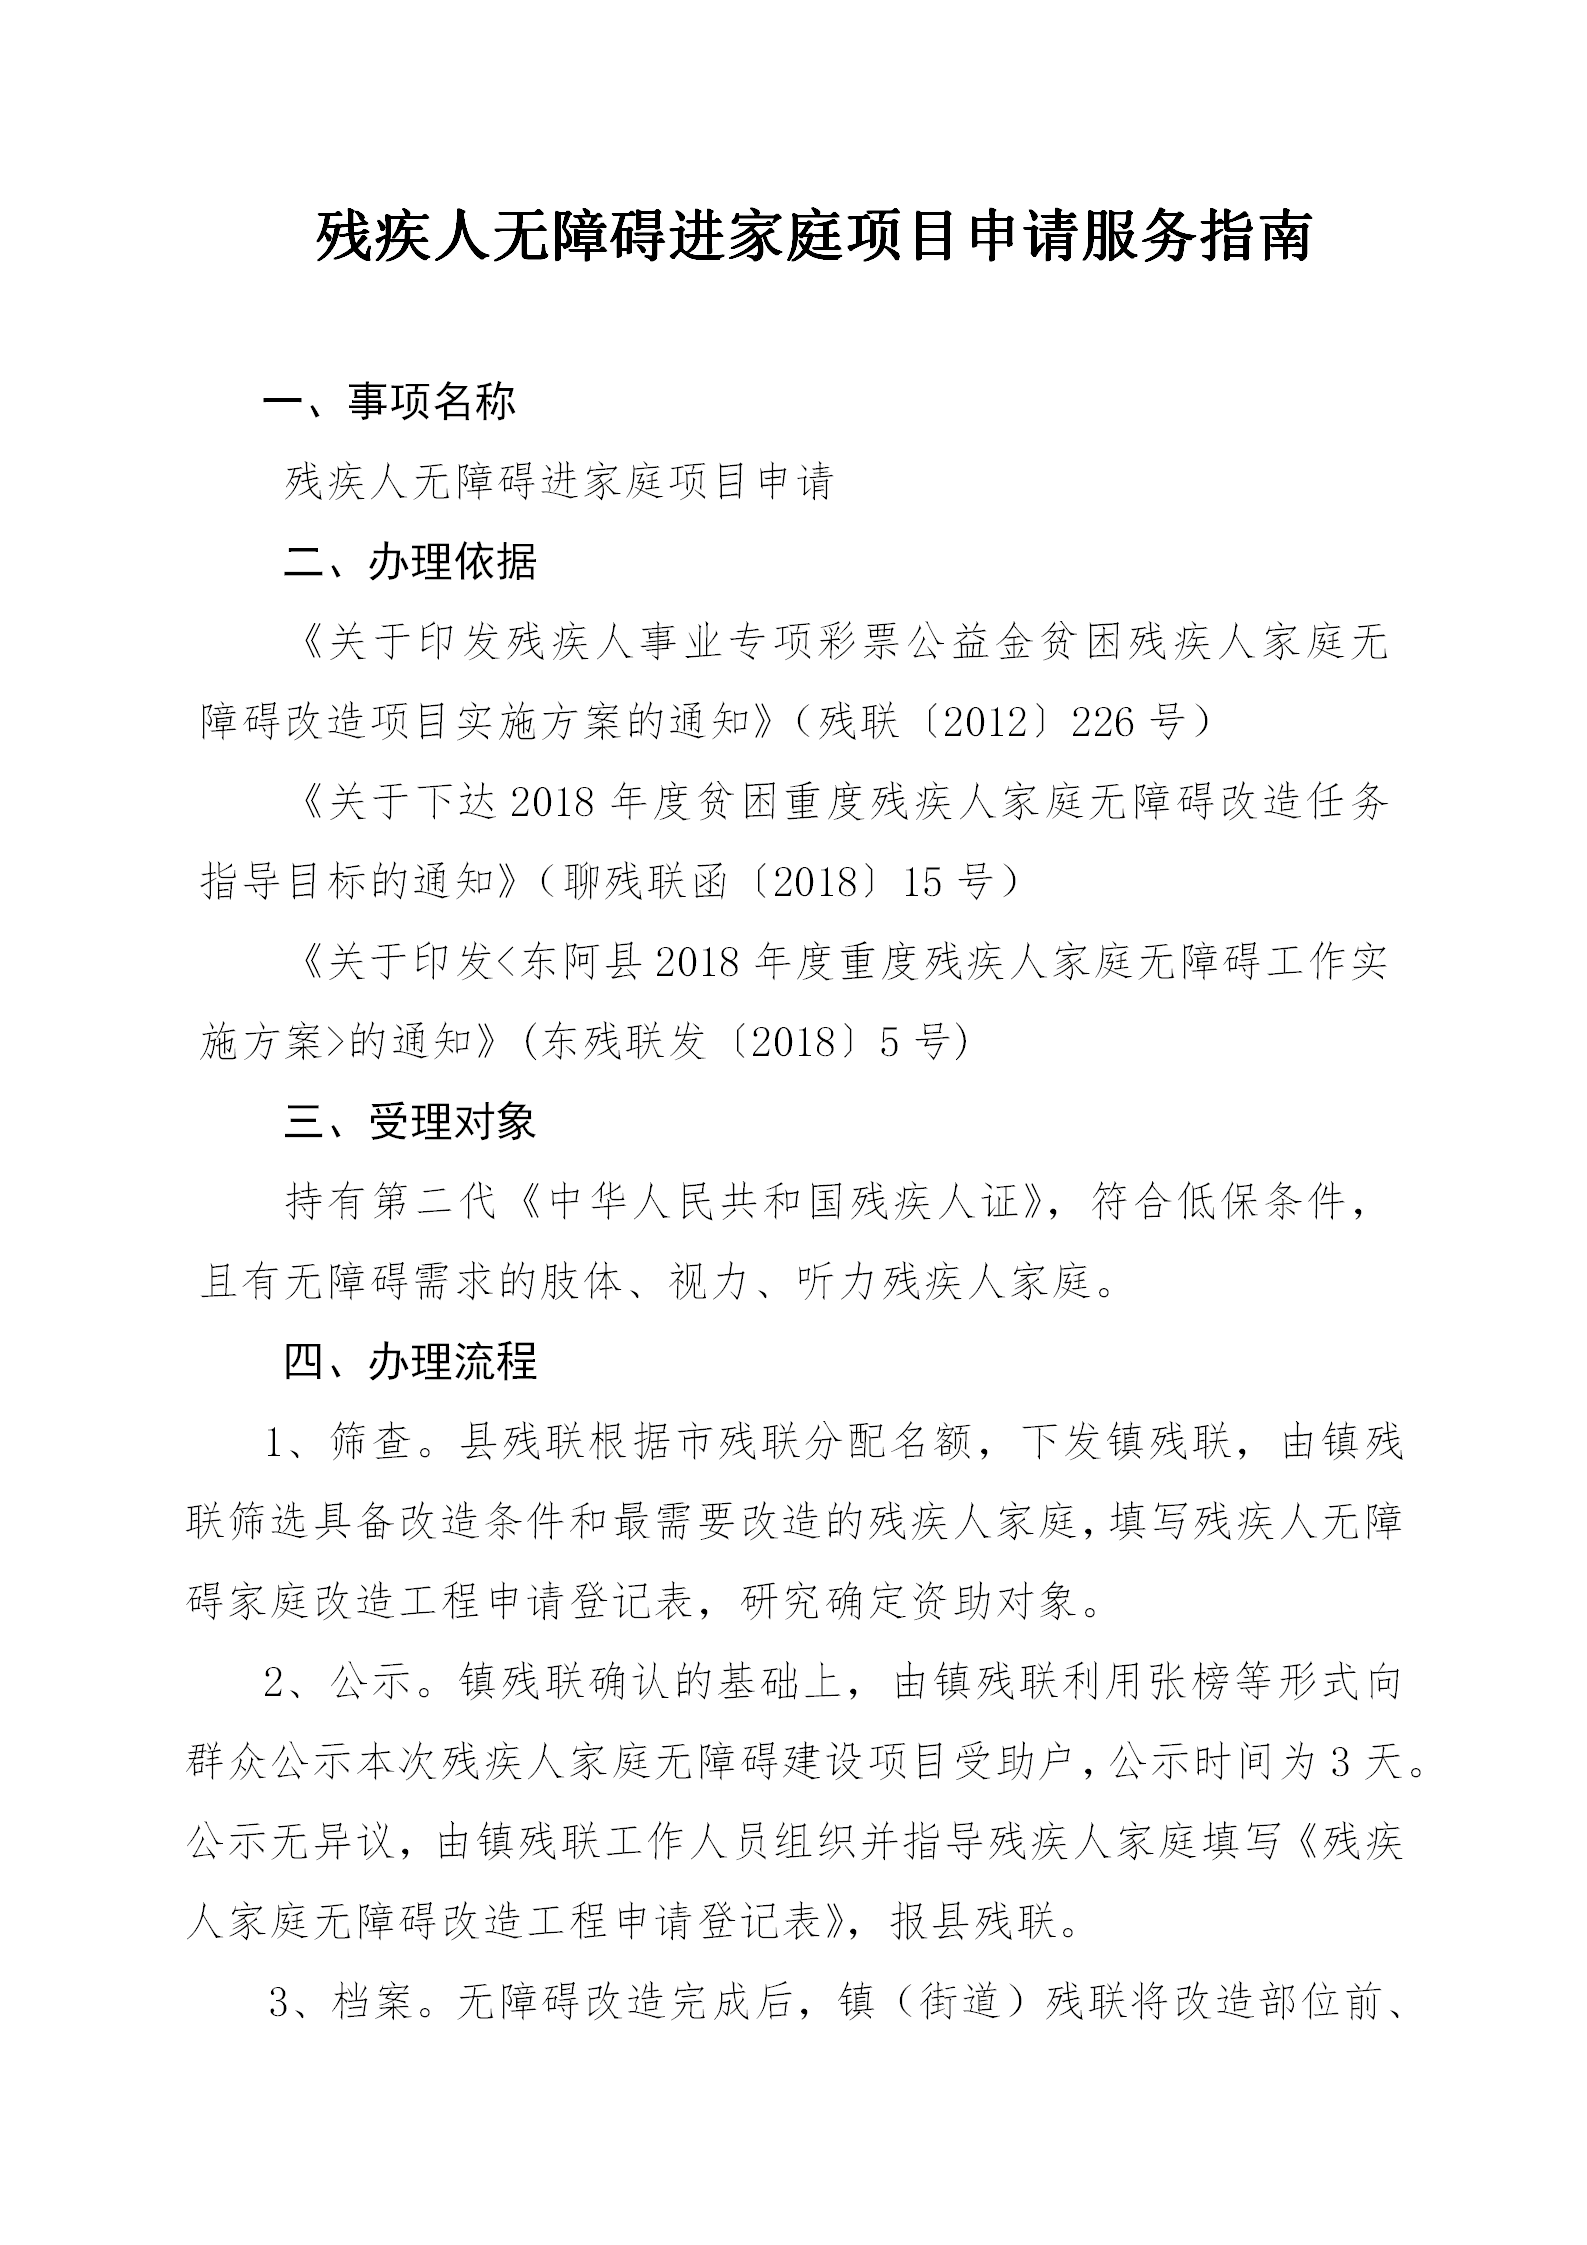 残疾人无障碍进家庭项目申请服务指南
一、事项名称
残疾人无障碍进家庭项目申请
二、办理依据
《关于印发残疾人事业专项彩票公益金贫困残疾人家庭无
障碍改造项目实施方案的通知》（残联〔2012〕226 号）
《关于下达 2018 年度贫困重度残疾人家庭无障碍改造任务
指导目标的通知》（聊残联函〔2018〕15 号）
《关于印发<东阿县 2018 年度重度残疾人家庭无障碍工作实
施方案>的通知》(东残联发〔2018〕5 号)
三、受理对象
持有第二代《中华人民共和国残疾人证》，符合低保条件，
且有无障碍需求的肢体、视力、听力残疾人家庭。
四、办理流程
1、筛查。县残联根据市残联分配名额，下发镇残联，由镇残
联筛选具备改造条件和最需要改造的残疾人家庭，填写残疾人无障
碍家庭改造工程申请登记表，研究确定资助对象。
2、公示。镇残联确认的基础上，由镇残联利用张榜等形式向
群众公示本次残疾人家庭无障碍建设项目受助户，公示时间为 3 天。
公示无异议，由镇残联工作人员组织并指导残疾人家庭填写《残疾
人家庭无障碍改造工程申请登记表》，报县残联。
3、档案。无障碍改造完成后，镇（街道）残联将改造部位前、